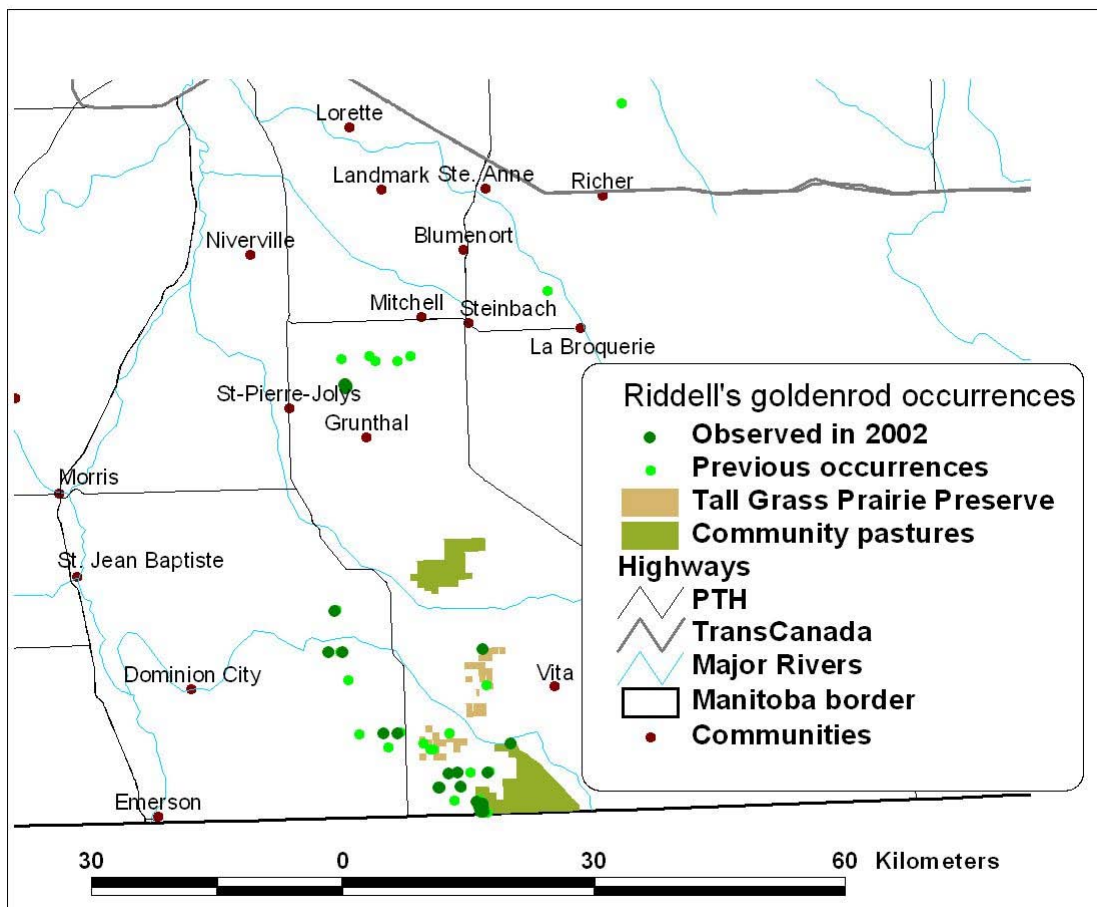 Lorette
Landmark
Ste. Anne
Richer
Niverville
Blumenort
Mitchell
Steinbach
La Broquerie
St-Pierre-Jolys
Grunthal
Morris
St. Jean Baptiste
Dominion City
Vita
Emerson
Riddell's goldenrod occurrences
Observed in 2002
Previous occurrences
Tall Grass Prairie Preserve
Community pastures
Highways
PTH
TransCanada
Major Rivers
Manitoba border
Communities
30 0 30 60 Kilometers